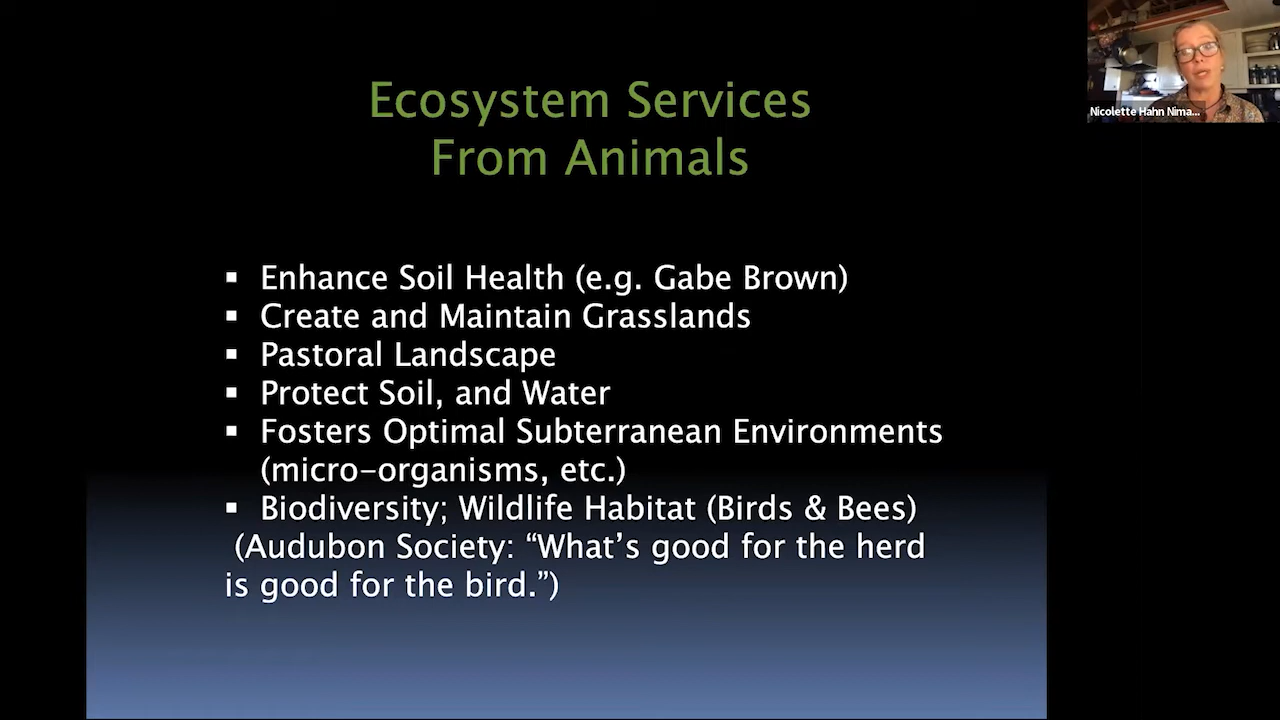 Ecosystem Services
From Animals
▪ Enhance Soil Health (e.g. Gabe Brown)
▪ Create and Maintain Grasslands
▪ Pastoral Landscape
▪ Protect Soil, and Water
▪ Fosters Optimal Subterranean Environments
(micro-organisms, etc.)
▪ Biodiversity; Wildlife Habitat (Birds & Bees)
(Audubon Society: “What’s good for the herd
is good for the bird.”)
Nicolette Hahn Nima...